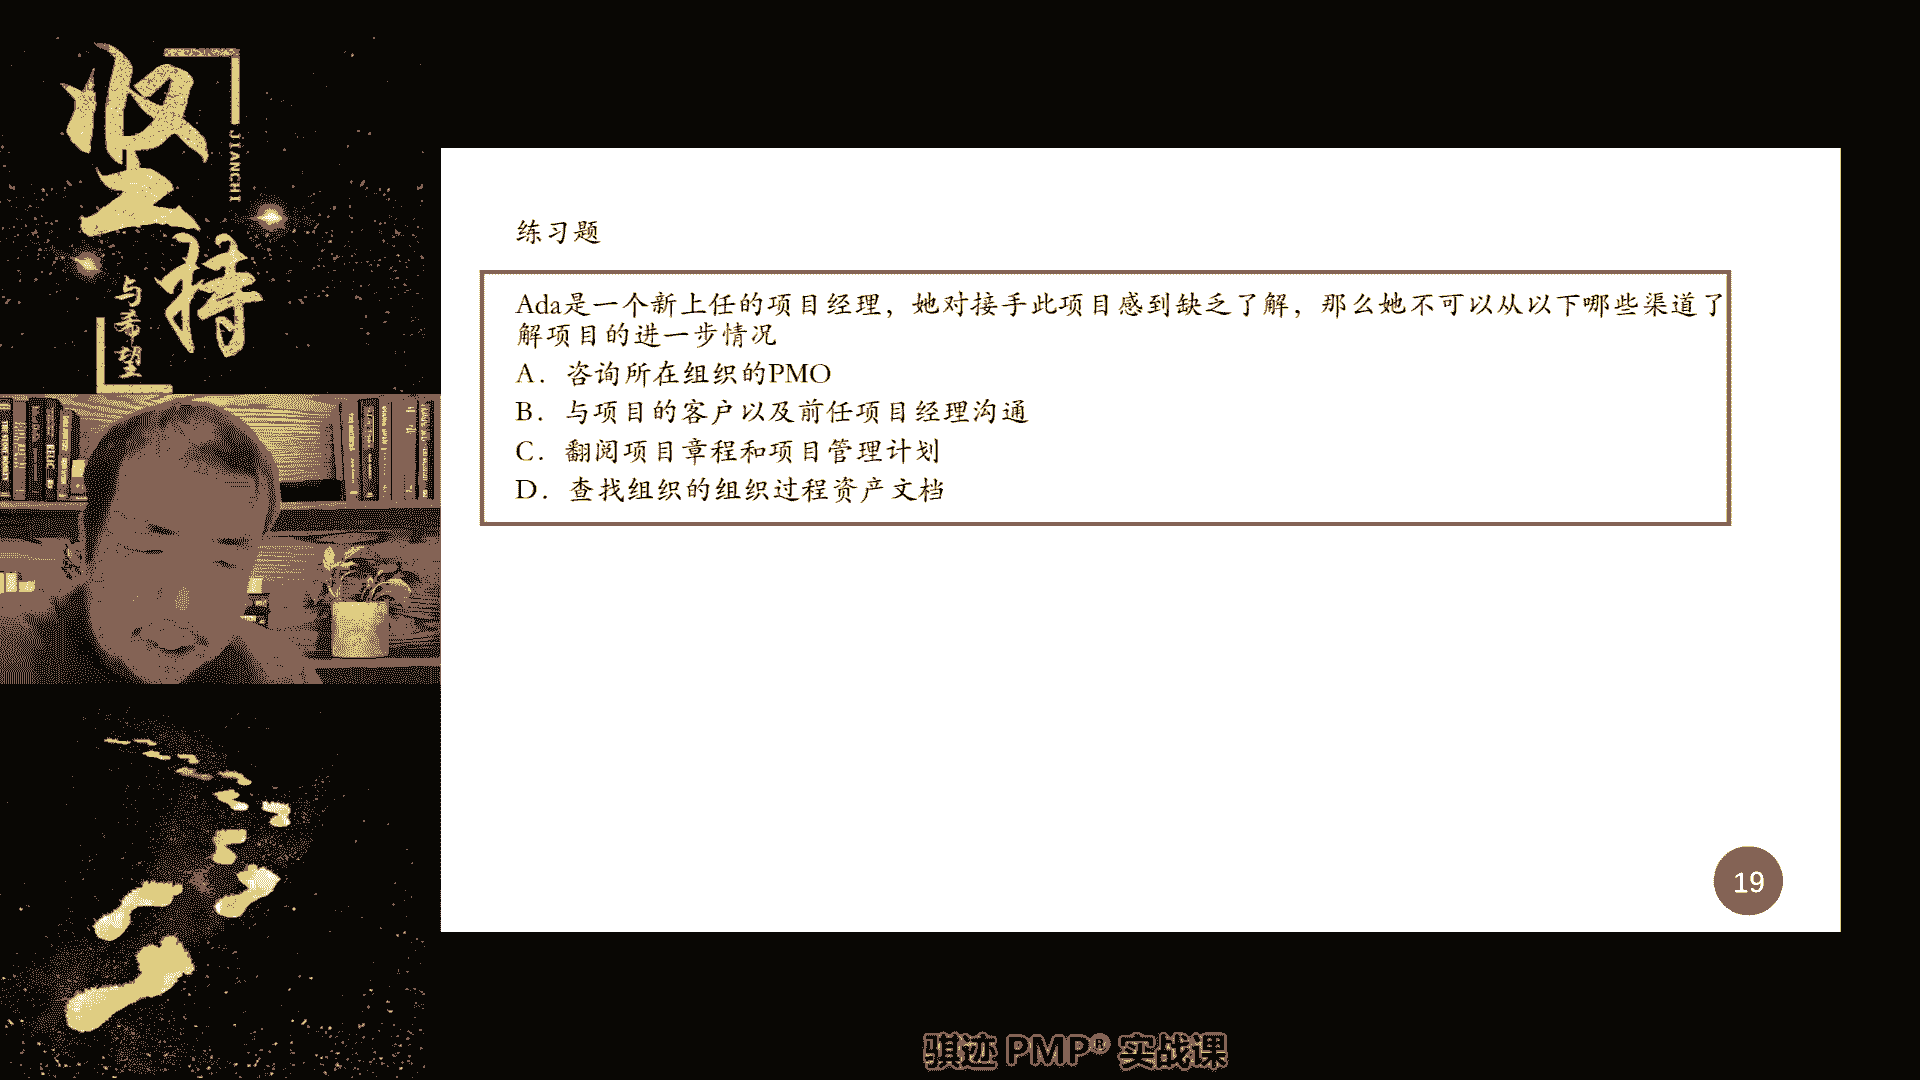 坚持
JIANCHI
与希望
练习题
Ada是一个新上任的项目经理，她对接手此项目感到缺乏了解，那么她不可以从以下哪些渠道了
解项目的进一步情况
A. 咨询所在组织的PMO
B. 与项目的客户以及前任项目经理沟通
C. 翻阅项目章程和项目管理计划
D. 查找组织的组织过程资产文档
19
骐迹 PMP® 实战课